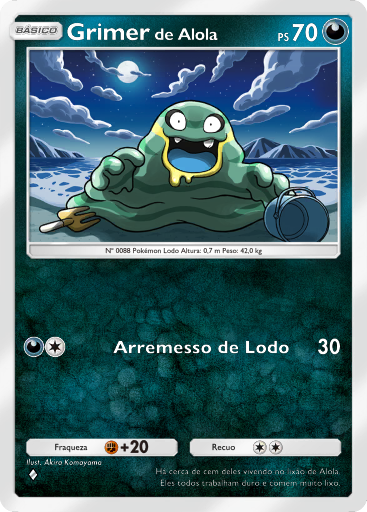 BÁSICO Grimer de Alola PS 70
Nº 0088 Pokémon Lodo Altura: 0,7 m Peso: 42,0 kg
Arremesso de Lodo 30
Fraqueza +20 Recuo
Ilust. Akira Komayama
Há cerca de cem deles vivendo no lixão de Alola.
Eles todos trabalham duro e comem muito lixo.